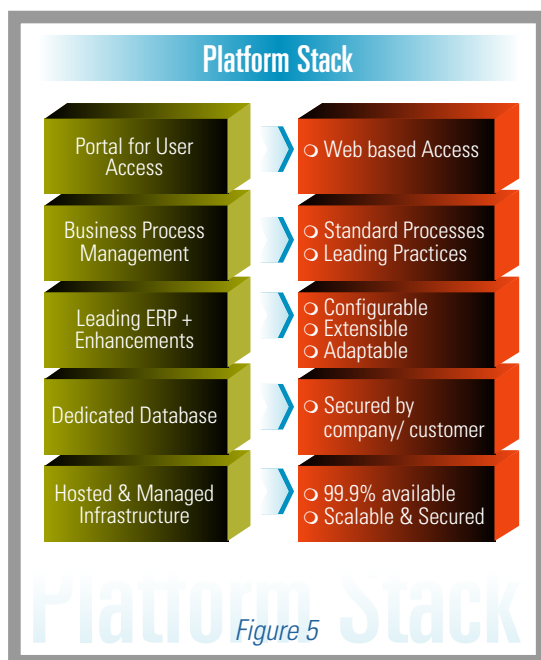 Platform Stack
Portal for User
Access
○ Web based Access
Business Process
Management
○ Standard Processes
○ Leading Practices
Leading ERP +
Enhancements
○ Configurable
○ Extensible
○ Adaptable
Dedicated Database
○ Secured by
company/ customer
Hosted & Managed
Infrastructure
○ 99.9% available
○ Scalable & Secured
Platform Stack
Figure 5